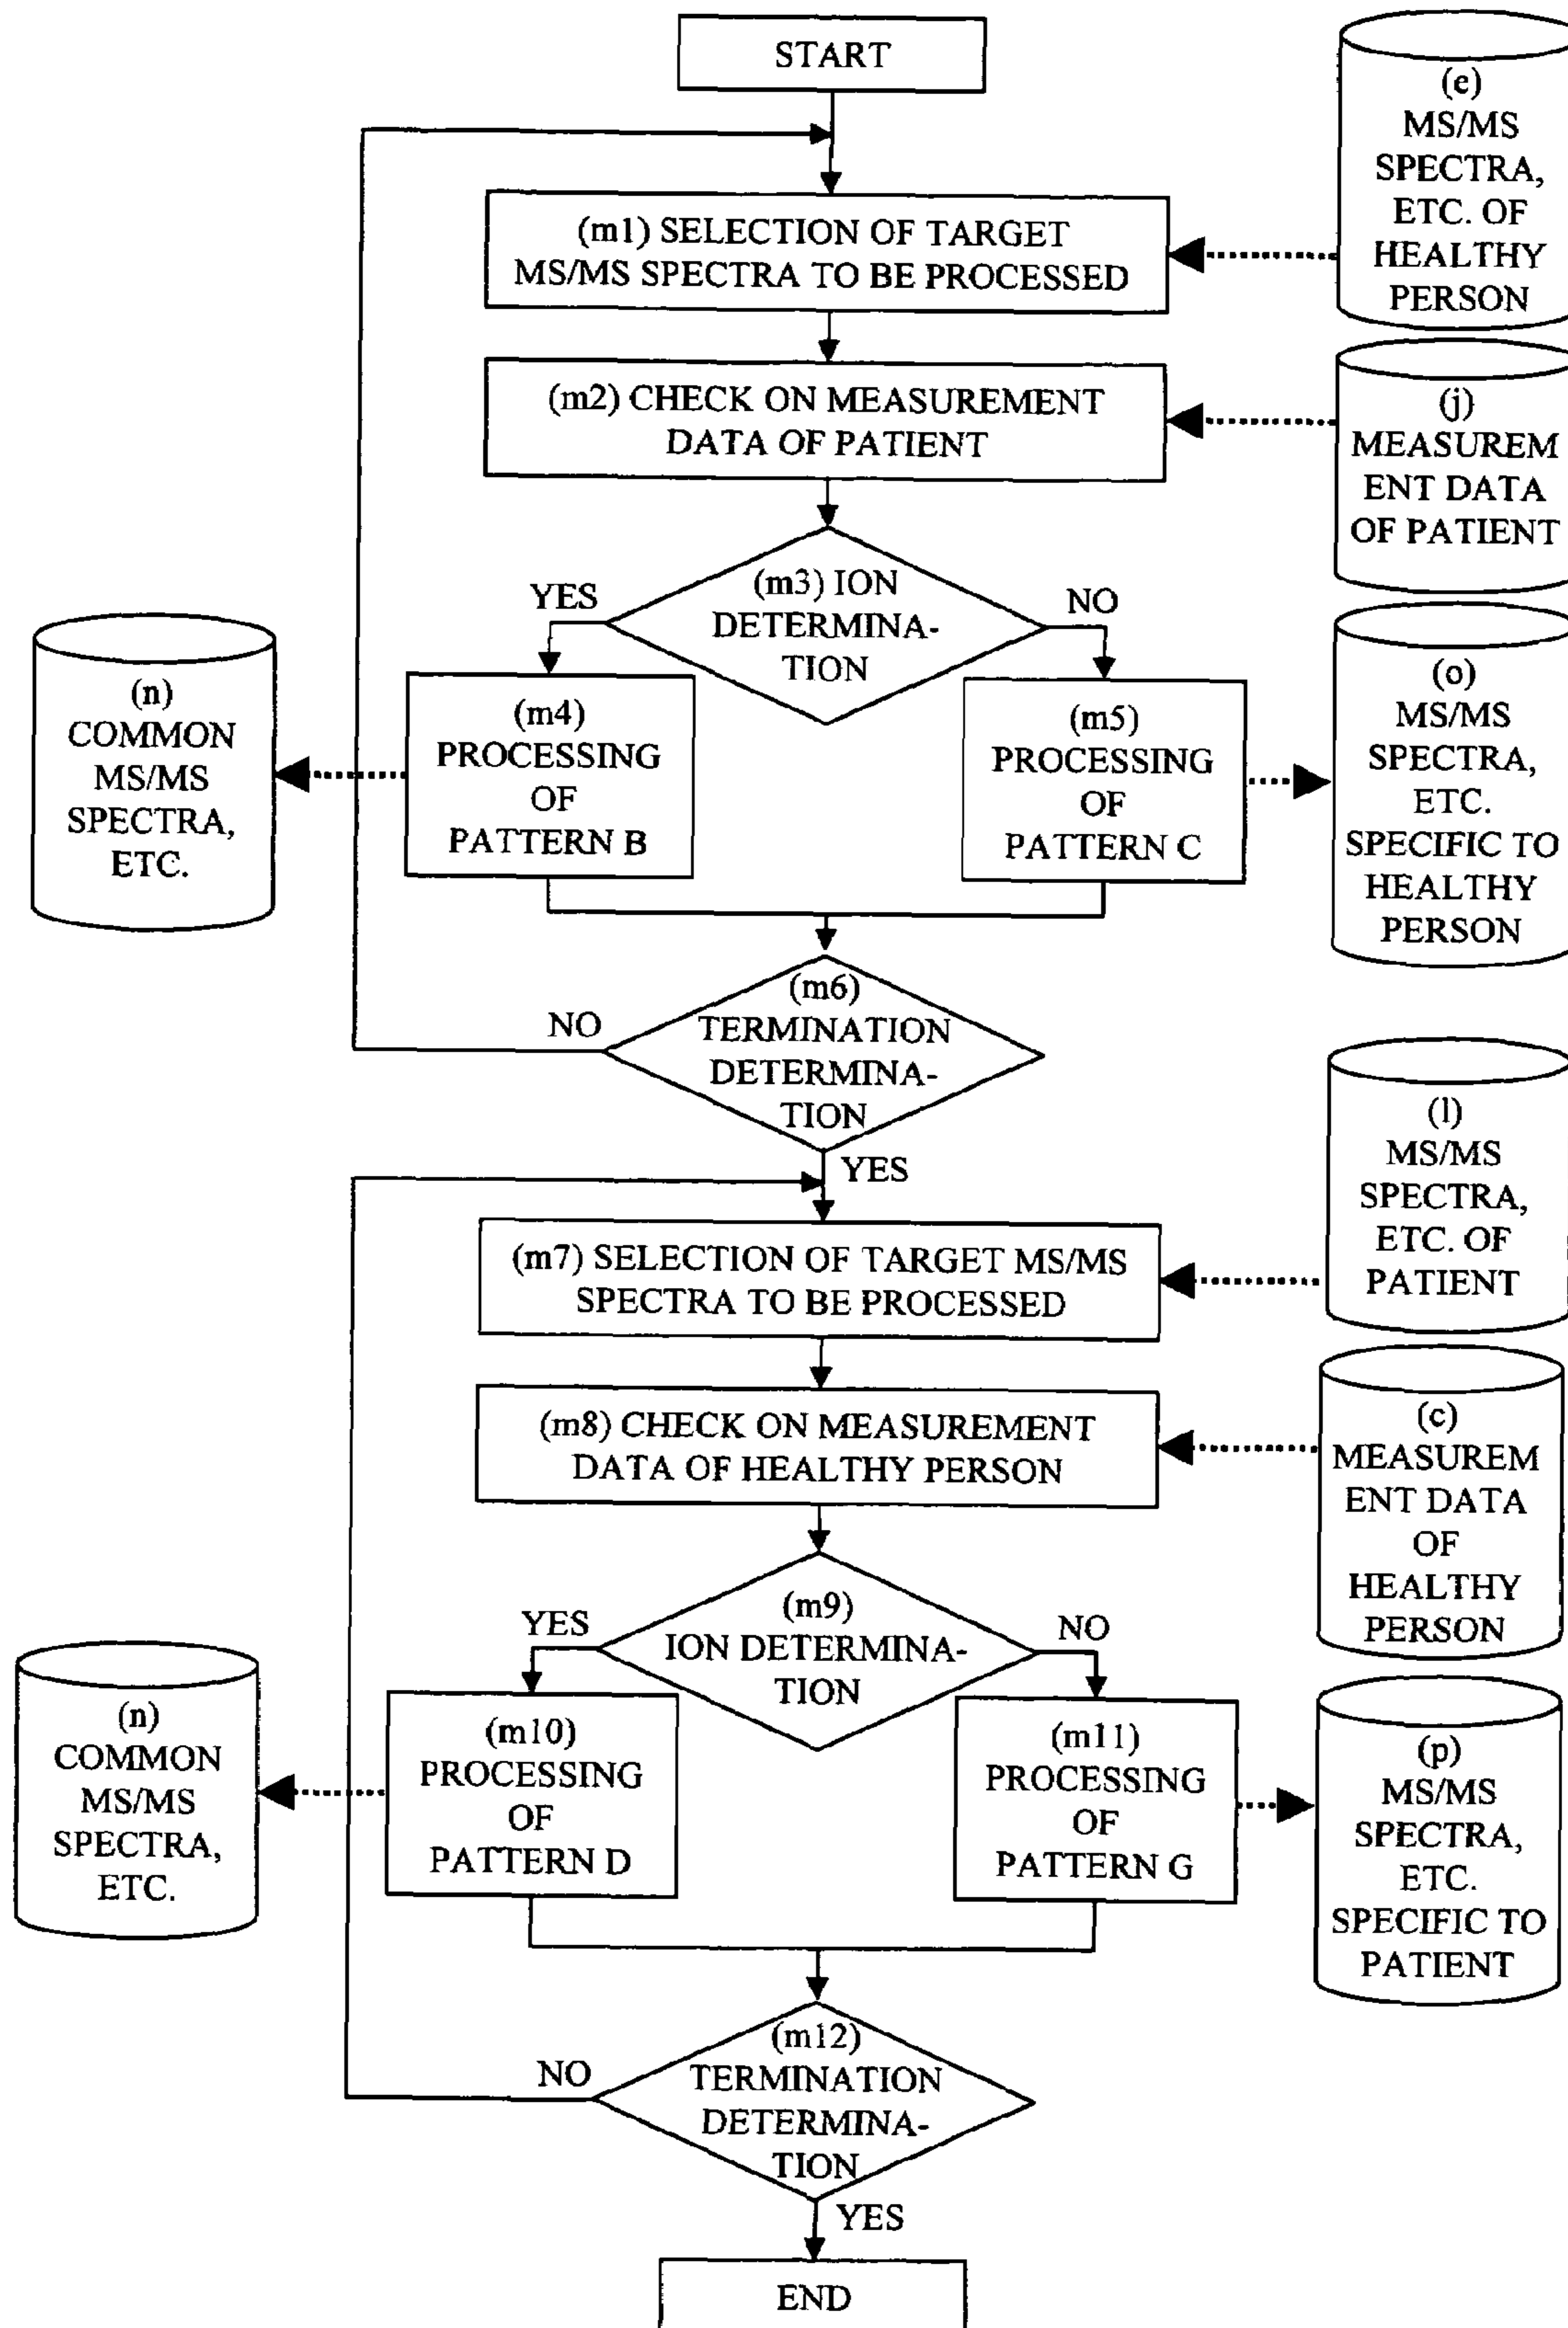 START
(e)
MS/MS
SPECTRA,
ETC. OF
HEALTHY
PERSON
(m1) SELECTION OF TARGET
MS/MS SPECTRA TO BE PROCESSED
(m2) CHECK ON MEASUREMENT
DATA OF PATIENT
(j)
MEASUREM
ENT DATA
OF PATIENT
(m3) ION
DETERMINA-
TION
YES
NO
(n)
COMMON
MS/MS
SPECTRA,
ETC.
(m4)
PROCESSING
OF
PATTERN B
(m5)
PROCESSING
OF
PATTERN C
(o)
MS/MS
SPECTRA,
ETC.
SPECIFIC TO
HEALTHY
PERSON
(m6)
TERMINATION
DETERMINA-
TION
NO
YES
(l)
MS/MS
SPECTRA,
ETC. OF
PATIENT
(m7) SELECTION OF TARGET MS/MS
SPECTRA TO BE PROCESSED
(m8) CHECK ON MEASUREMENT
DATA OF HEALTHY PERSON
(c)
MEASUREM
ENT DATA
OF
HEALTHY
PERSON
(m9)
ION DETERMINA-
TION
YES
NO
(n)
COMMON
MS/MS
SPECTRA,
ETC.
(m10)
PROCESSING
OF
PATTERN D
(m11)
PROCESSING
OF
PATTERN G
(p)
MS/MS
SPECTRA,
ETC.
SPECIFIC TO
PATIENT
(m12)
TERMINATION
DETERMINA-
TION
NO
YES
END